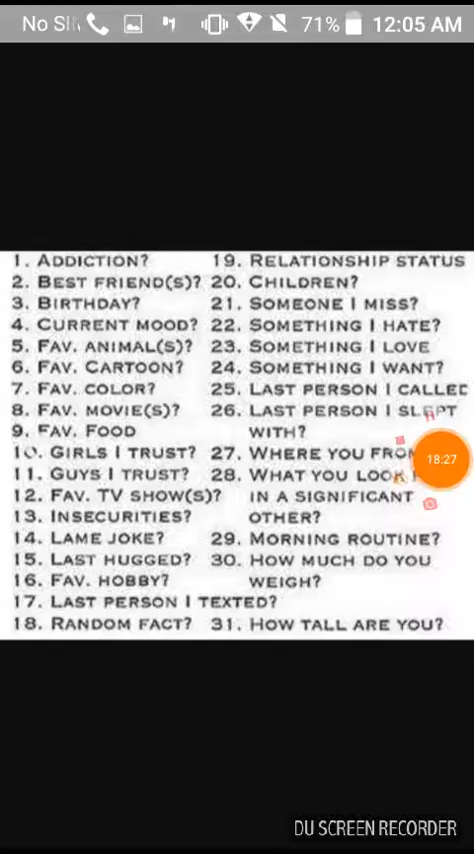 No SI
71%
12:05 AM
1. ADDICTION?
2. BEST FRIEND(S)?
3. BIRTHDAY?
4. CURRENT MOOD?
5. FAV. ANIMAL(S)?
6. FAV. CARTOON?
7. FAV. COLOR?
8. FAV. MOVIE(S)?
9. FAV. FOOD
10. GIRLS I TRUST?
11. GUYS I TRUST?
12. FAV. TV SHOW(S)?
13. INSECURITIES?
14. LAME JOKE?
15. LAST HUGGED?
16. FAV. HOBBY?
17. LAST PERSON I TEXTED?
18. RANDOM FACT?
19. RELATIONSHIP STATUS
20. CHILDREN?
21. SOMEONE I MISS?
22. SOMETHING I HATE?
23. SOMETHING I LOVE
24. SOMETHING I WANT?
25. LAST PERSON I CALLED
26. LAST PERSON I SLEPT
WITH?
27. WHERE YOU FROM
28. WHAT YOU LOOK
IN A SIGNIFICANT
OTHER?
29. MORNING ROUTINE?
30. HOW MUCH DO YOU
WEIGH?
31. HOW TALL ARE YOU?
18:27
DU SCREEN RECORDER